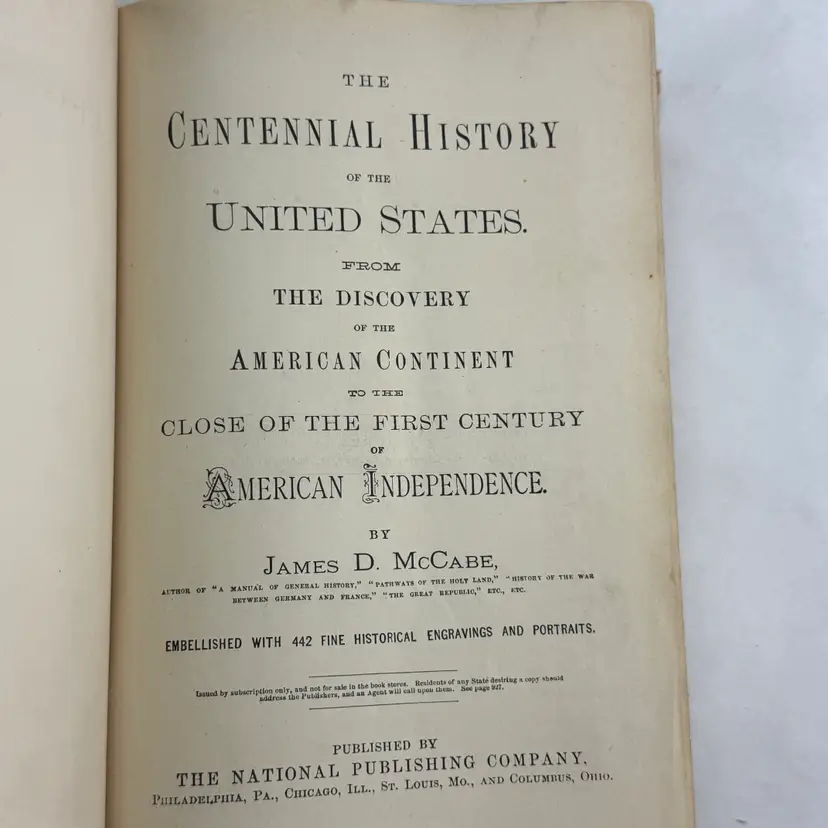 THE
CENTENNIAL HISTORY
OF THE
UNITED STATES.
FROM
THE DISCOVERY
OF THE
AMERICAN CONTINENT
TO THE
CLOSE OF THE FIRST CENTURY
OF
AMERICAN INDEPENDENCE.
BY
JAMES D. McCABE,
AUTHOR OF "A MANUAL OF GENERAL HISTORY," "PATHWAYS OF THE HOLY LAND," "HISTORY OF THE WAR
BETWEEN GERMANY AND FRANCE," "THE GREAT REPUBLIC," ETC., ETC.
EMBELLISHED WITH 442 FINE HISTORICAL ENGRAVINGS AND PORTRAITS.
Issued by subscription only, and not for sale in the book stores. Residents of any State desiring a copy should
address the Publishers, and an Agent will call upon them. See page 927.
PUBLISHED BY
THE NATIONAL PUBLISHING COMPANY,
PHILADELPHIA, PA., CHICAGO, ILL., ST. LOUIS, MO., AND COLUMBUS, OHIO.